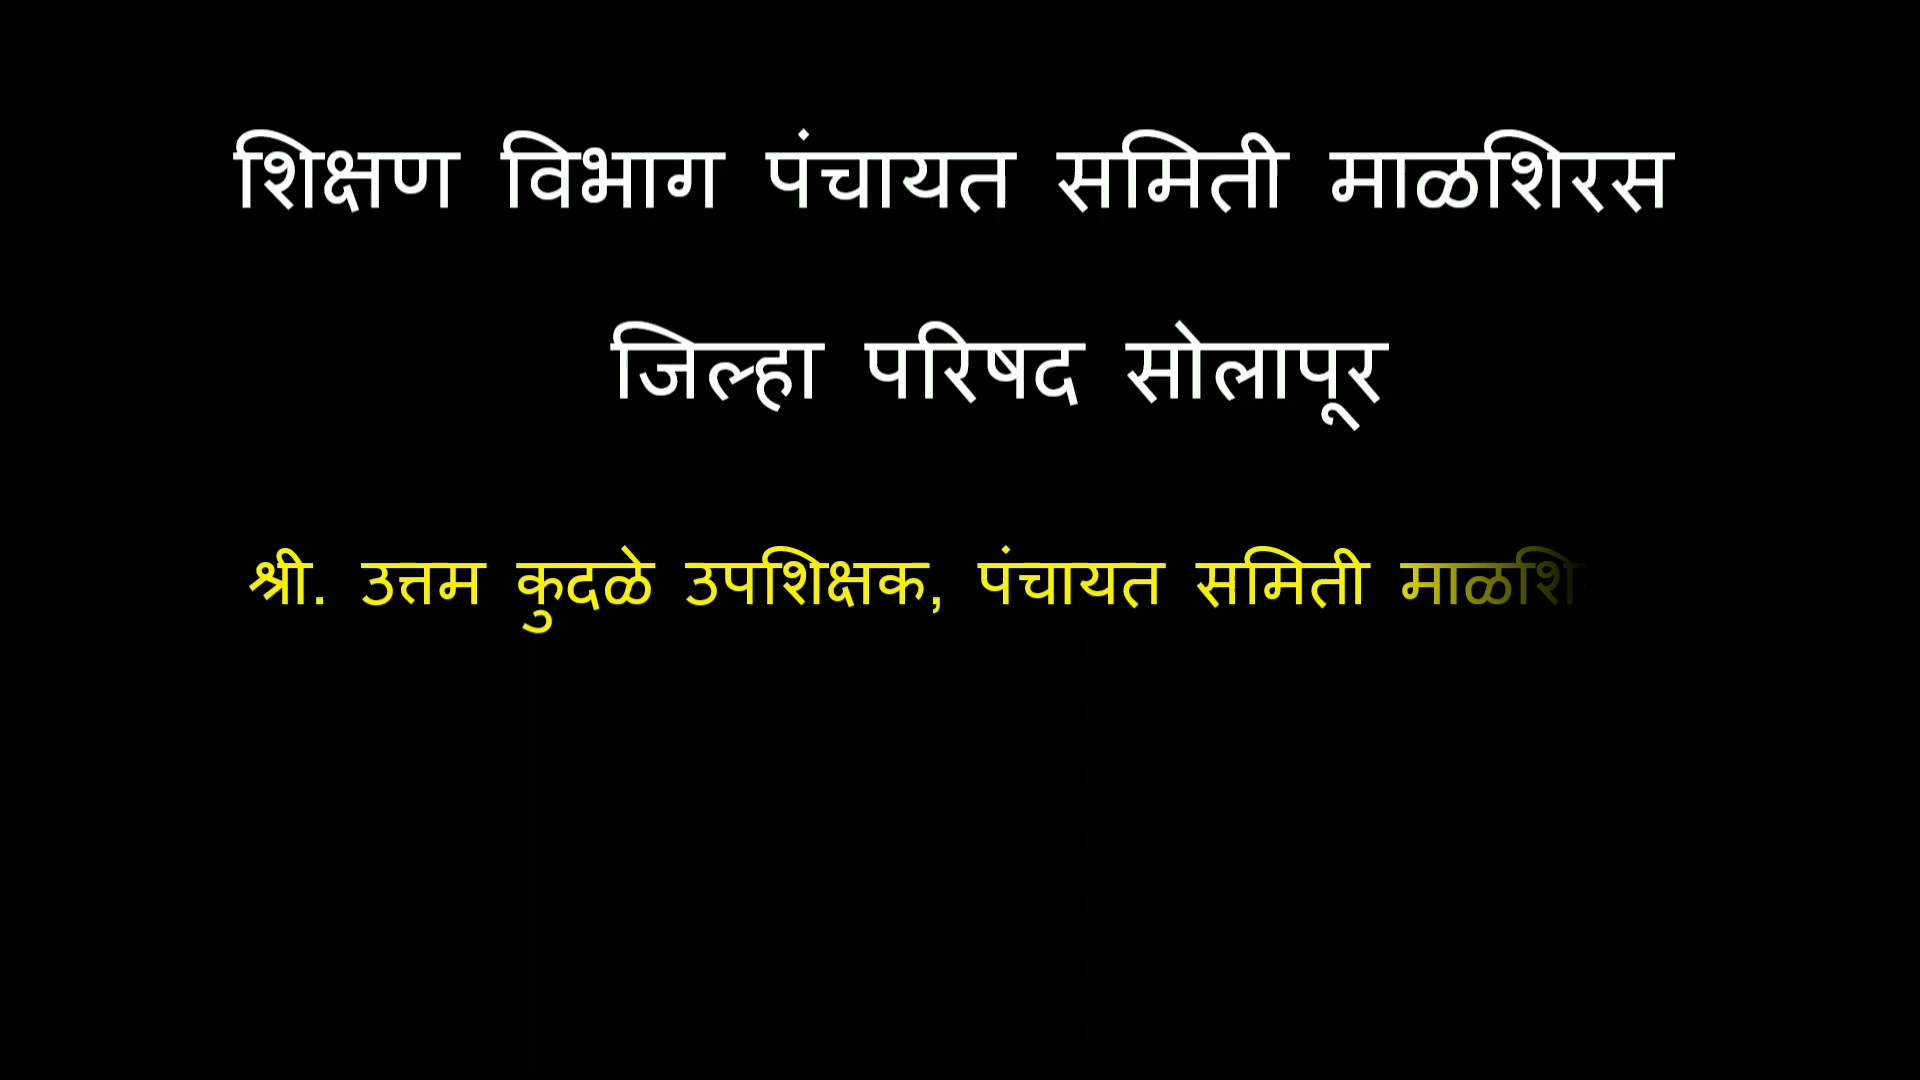 शिक्षण विभाग पंचायत समिती माळशिरस
जिल्हा परिषद सोलापूर
श्री. उत्तम कुदळे उपशिक्षक, पंचायत समिती माळशि